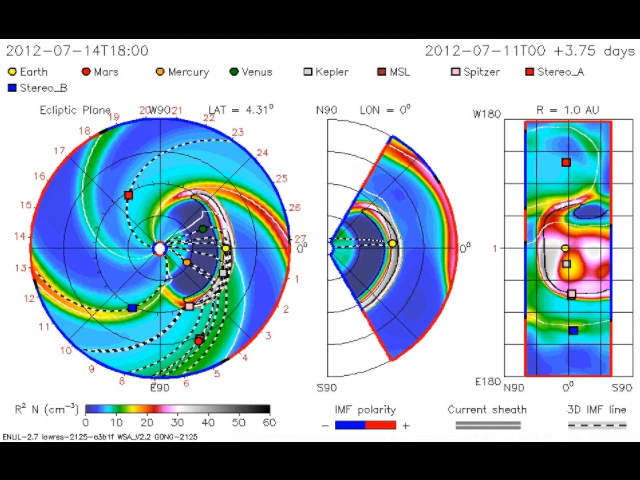 2012-07-14T18:00 2012-07-11T00 +3.75 days
Earth Mars Mercury Venus Kepler MSL Spitzer Stereo_A
Stereo_B
Ecliptic Plane W90 LAT = 4.31° N90 LON = 0° W180 R = 1.0 AU
19 20 21 22
18 23
17 24
16 25
15 26
14 27 0° 0° 1
13 1
12 2
11 3
10 4
9 8 7 6 5
E90 S90 E180 N90 0° S90
R² N (cm⁻³) 0 10 20 30 40 50 60
IMF polarity Current sheath 3D IMF line
- +
ENLIL-2.7 lowres-2125-a3b1f WSA_V2.2 GONG-2125